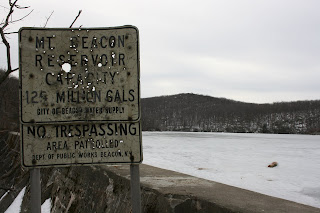 MT. BEACON
RESERVOIR
CAPACITY
125 MILLION GALS
CITY OF BEACON WATER SUPPLY
NO TRESPASSING
AREA PATROLLED
DEPT. OF PUBLIC WORKS BEACON, N.Y.